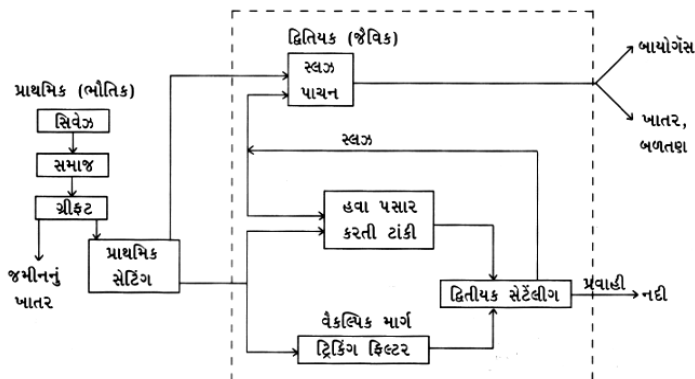 દ્વિતિયક (જૈવિક)
સ્લઝ
પાચન
બાયોગૅસ
ખાતર,
બળતણ
પ્રાથમિક (ભૌતિક)
સિવેઝ
સમાજ
ગ્રીફ્ટ
જમીનનું
ખાતર
પ્રાથમિક
સેટિંગ
સ્લઝ
હવા પસાર
કરતી ટાંકી
દ્વિતીયક સેટેંલીગ
પ્રવાહી
નદી
વૈકલ્પિક માર્ગ
ટ્રિકિંગ ફિલ્ટર